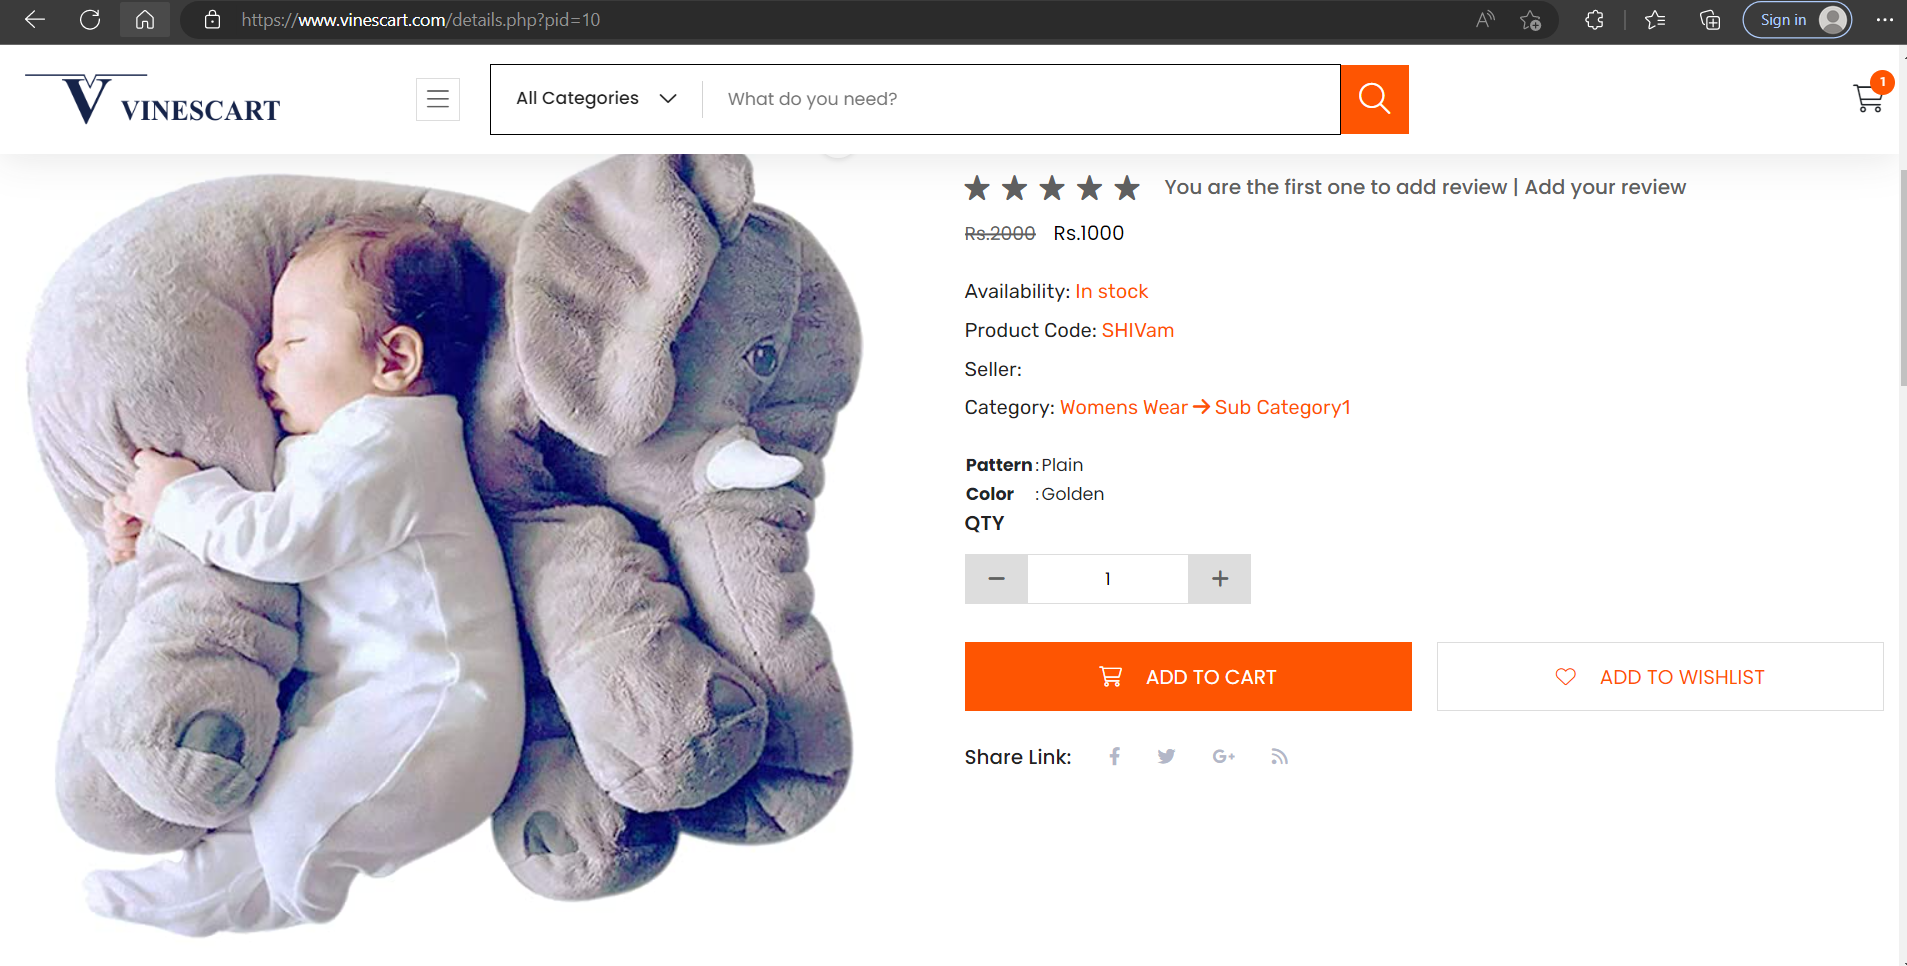 https://www.vinescart.com/details.php?pid=10
A
Sign in
V VINESCART
All Categories
What do you need?
1
You are the first one to add review | Add your review
Rs.2000 Rs.1000
Availability: In stock
Product Code: SHIVam
Seller:
Category: Womens Wear → Sub Category1
Pattern : Plain
Color : Golden
QTY
− 1 +
ADD TO CART
ADD TO WISHLIST
Share Link: f G+